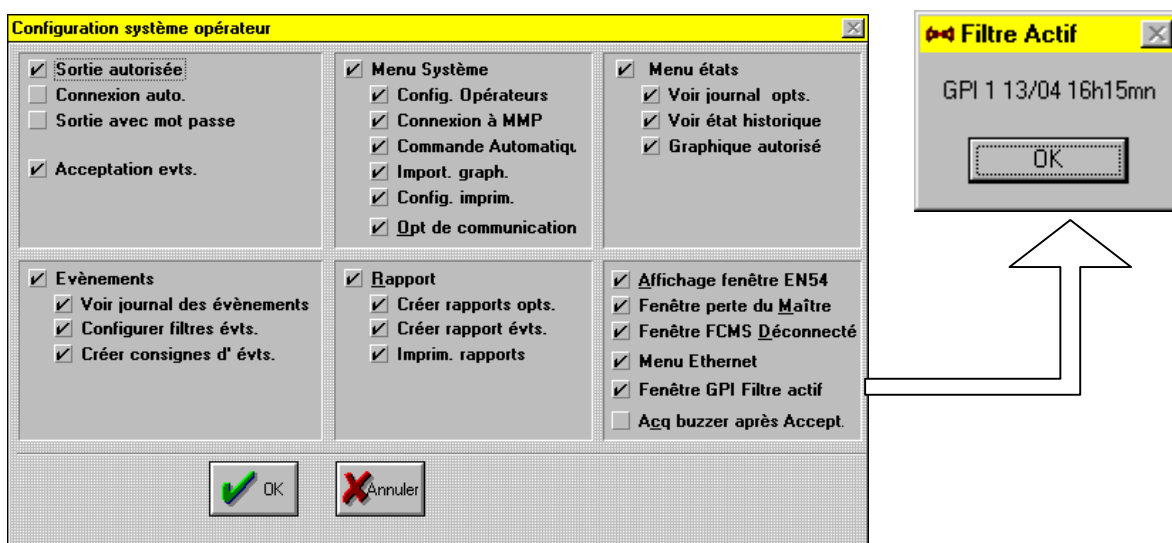 Configuration système opérateur
Sortie autorisée
Connexion auto.
Sortie avec mot passe
Acceptation evts.
Menu Système
Config. Opérateurs
Connexion à MMP
Commande Automatiqu
Import. graph.
Config. imprim.
Opt de communication
Menu états
Voir journal opts.
Voir état historique
Graphique autorisé
Evènements
Voir journal des évènements
Configurer filtres évts.
Créer consignes d' évts.
Rapport
Créer rapports opts.
Créer rapport évts.
Imprim. rapports
Affichage fenêtre EN54
Fenêtre perte du Maître
Fenêtre FCMS Déconnecté
Menu Ethernet
Fenêtre GPI Filtre actif
Acq buzzer après Accept.
OK
Annuler
Filtre Actif
GPI 1 13/04 16h15mn
OK